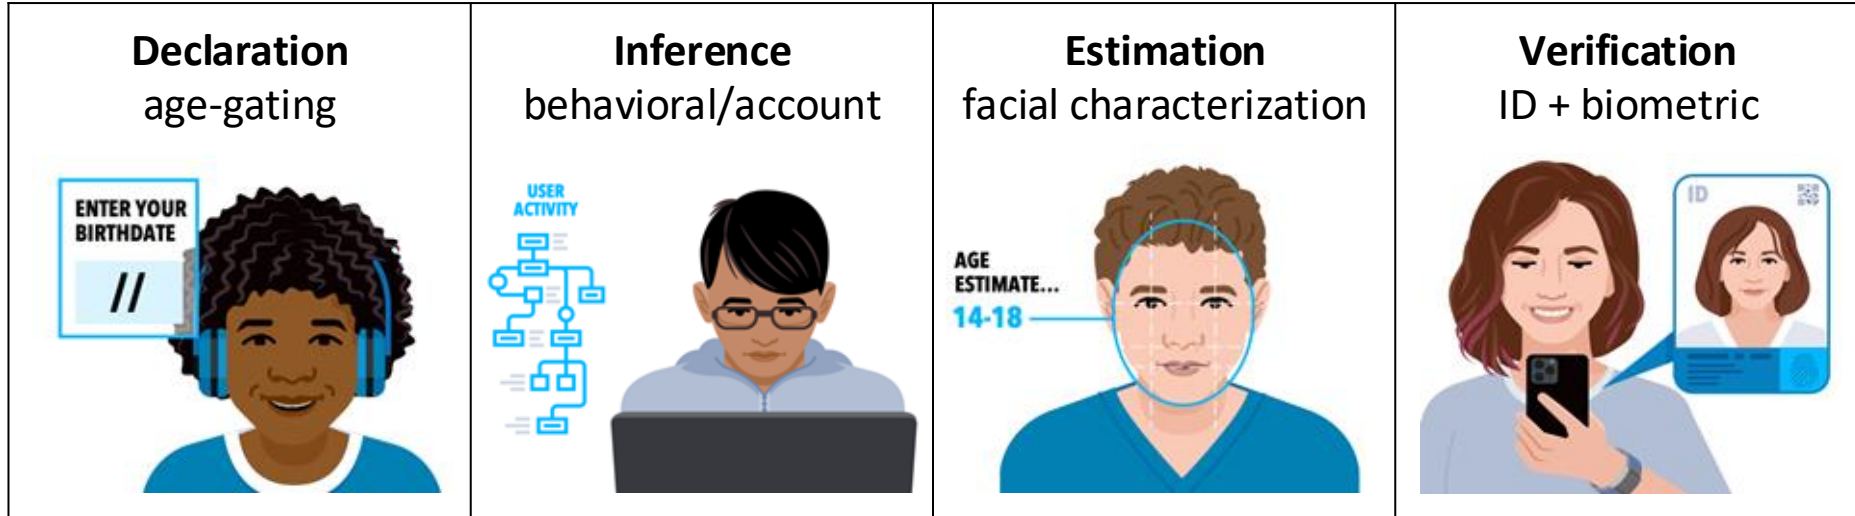 Declaration
age-gating
ENTER YOUR
BIRTHDATE
//
Inference
behavioral/account
USER
ACTIVITY
Estimation
facial characterization
AGE
ESTIMATE...
14-18
Verification
ID + biometric
ID